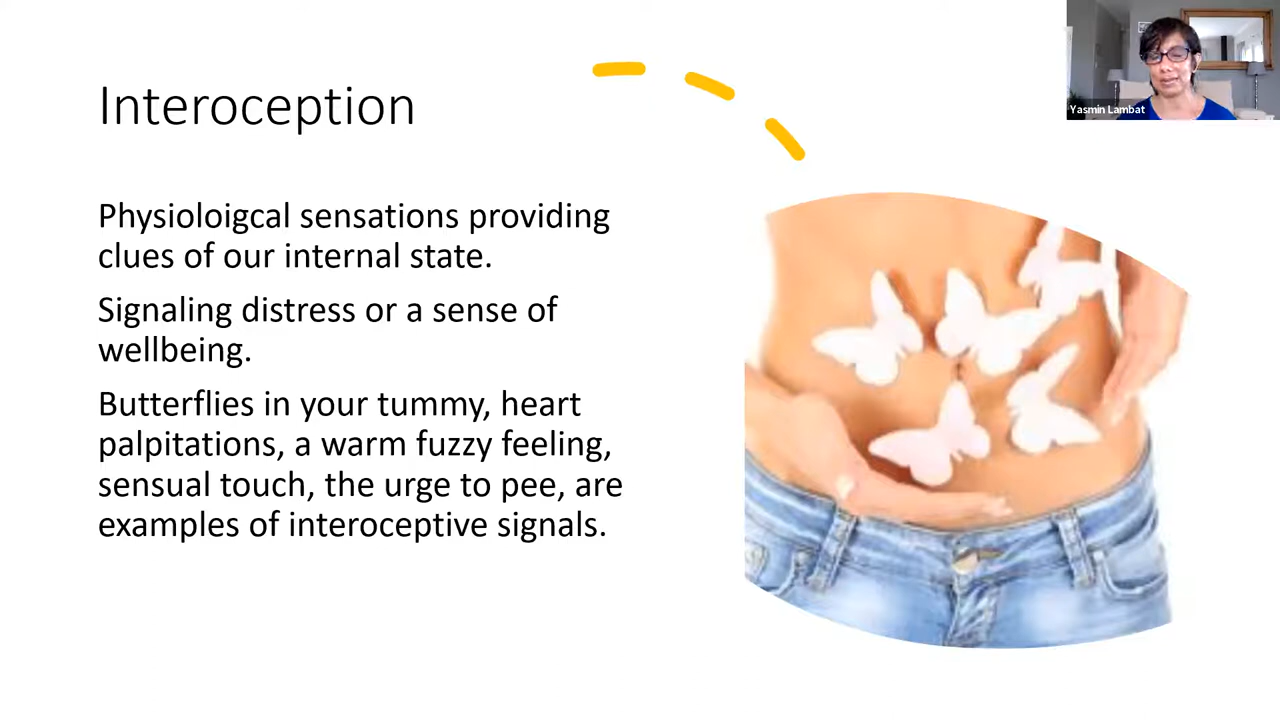 Interoception
Yasmin Lambat
Physioloigcal sensations providing
clues of our internal state.
Signaling distress or a sense of
wellbeing.
Butterflies in your tummy, heart
palpitations, a warm fuzzy feeling,
sensual touch, the urge to pee, are
examples of interoceptive signals.